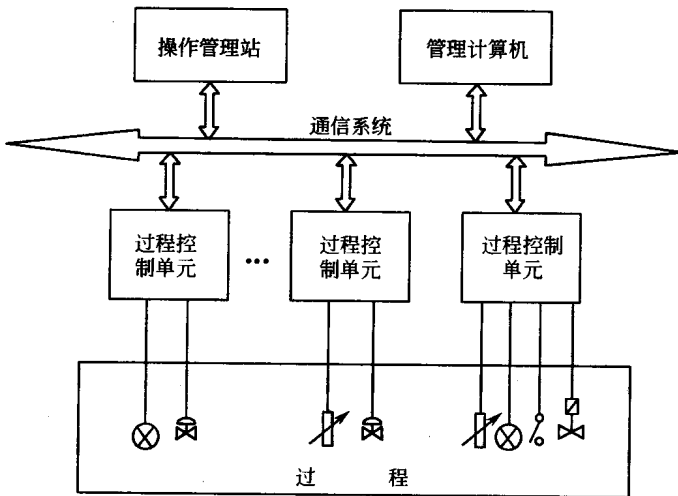 操作管理站
管理计算机
通信系统
过程控
制单元
…
过程控
制单元
过程控制
单元
过 程